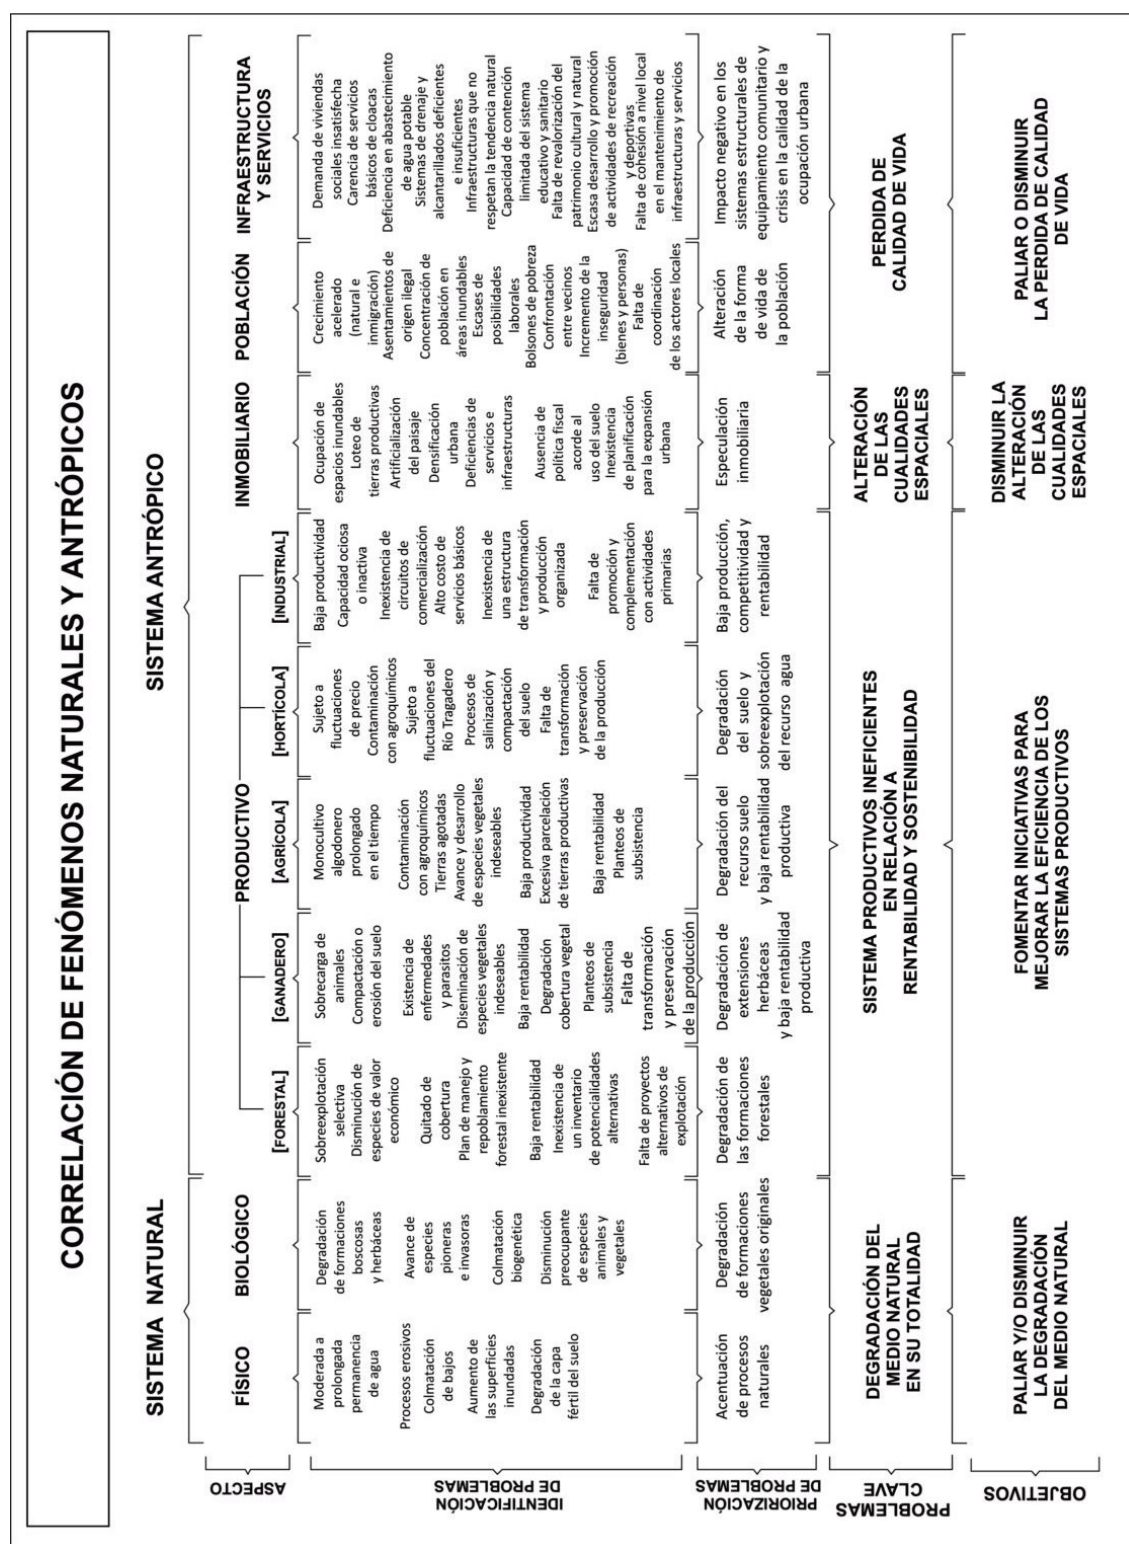 CORRELACIÓN DE FENÓMENOS NATURALES Y ANTRÓPICOS
SISTEMA NATURAL
SISTEMA ANTRÓPICO
ASPECTO
FÍSICO
BIOLÓGICO
PRODUCTIVO
[FORESTAL]
[GANADERO]
[AGRÍCOLA]
[HORTÍCOLA]
[INDUSTRIAL]
INMOBILIARIO
POBLACIÓN
INFRAESTRUCTURA
Y SERVICIOS
IDENTIFICACIÓN
DE PROBLEMAS
Moderada a
prolongada
permanencia
de agua
Procesos erosivos
Colmatación
de bajos
Aumento de
las superficies
inundadas
Degradación
de la capa
fértil del suelo
Degradación
de formaciones
boscosas
y herbáceas
Avance de
especies
pioneras
e invasoras
Colmatación
biogenética
Disminución
preocupante
de especies
animales y
vegetales
Sobreexplotación
selectiva
Disminución de
especies de valor
económico
Quitado de
cobertura
Plan de manejo y
repoblamiento
forestal inexistente
Baja rentabilidad
Inexistencia de
un inventario
de potencialidades
alternativas
Falta de proyectos
alternativos de
explotación
Sobrecarga de
animales
Compactación o
erosión del suelo
Existencia de
enfermedades
y parasitos
Diseminación de
especies vegetales
indeseables
Baja rentabilidad
Degradación
cobertura vegetal
Planteos de
subsistencia
Falta de
transformación
y preservación
de la producción
Monocultivo
algodonero
prolongado
en el tiempo
Contaminación
con agroquímicos
Tierras agotadas
Avance y desarrollo
de especies vegetales
indeseables
Baja productividad
Excesiva parcelación
de tierras productivas
Baja rentabilidad
Planteos de
subsistencia
Sujeto a
fluctuaciones
de precio
Contaminación
con agroquímicos
Sujeto a
fluctuaciones del
Río Tragadero
Procesos de
salinización y
compactación
del suelo
Falta de
transformación
y preservación
de la producción
Baja productividad
Capacidad ociosa
o inactiva
Inexistencia de
circuitos de
comercialización
Alto costo de
servicios básicos
Inexistencia de
una estructura
de transformación
y producción
organizada
Falta de
promoción y
complementación
con actividades
primarias
Ocupación de
espacios inundables
Loteo de
tierras productivas
Artificialización
del paisaje
Densificación
urbana
Deficiencias de
servicios e
infraestructuras
Ausencia de
política fiscal
acorde al
uso del suelo
Inexistencia
de planificación
para la expansión
urbana
Crecimiento
acelerado
(natural e
inmigración)
Asentamientos de
origen ilegal
Concentración de
población en
áreas inundables
Escases de
posibilidades
laborales
Bolsones de pobreza
Confrontación
entre vecinos
Incremento de la
inseguridad
(bienes y personas)
Falta de
coordinación
de los actores locales
Demanda de viviendas
sociales insatisfecha
Carencia de servicios
básicos de cloacas
Deficiencia en abastecimiento
de agua potable
Sistemas de drenaje y
alcantarillados deficientes
e insuficientes
Infraestructuras que no
respetan la tendencia natural
Capacidad de contención
limitada del sistema
educativo y sanitario
Falta de revalorización del
patrimonio cultural y natural
Escasa desarrollo y promoción
de actividades de recreación
y deportivas
Falta de cohesión a nivel local
en el mantenimiento de
infraestructuras y servicios
PRIORIZACIÓN
DE PROBLEMAS
Acentuación
de procesos
naturales
Degradación
de formaciones
vegetales originales
Degradación de
las formaciones
forestales
Degradación de
extensiones
herbáceas
y baja rentabilidad
productiva
Degradación del
recurso suelo
y baja rentabilidad
productiva
Degradación
del suelo y
sobreexplotación
del recurso agua
Baja producción,
competitividad y
rentabilidad
Especulación
inmobiliaria
Alteración
de la forma
de vida de
la población
Impacto negativo en los
sistemas estructurales de
equipamiento comunitario y
crisis en la calidad de la
ocupación urbana
PROBLEMAS
CLAVE
DEGRADACIÓN DEL
MEDIO NATURAL
EN SU TOTALIDAD
SISTEMA PRODUCTIVOS INEFICIENTES
EN RELACIÓN A
RENTABILIDAD Y SOSTENIBILIDAD
ALTERACIÓN
DE LAS
CUALIDADES
ESPACIALES
PERDIDA DE
CALIDAD DE VIDA
OBJETIVOS
PALIAR Y/O DISMINUIR
LA DEGRADACIÓN
DEL MEDIO NATURAL
FOMENTAR INICIATIVAS PARA
MEJORAR LA EFICIENCIA DE LOS
SISTEMAS PRODUCTIVOS
DISMINUIR LA
ALTERACIÓN
DE LAS
CUALIDADES
ESPACIALES
PALIAR O DISMINUIR
LA PERDIDA DE CALIDAD
DE VIDA